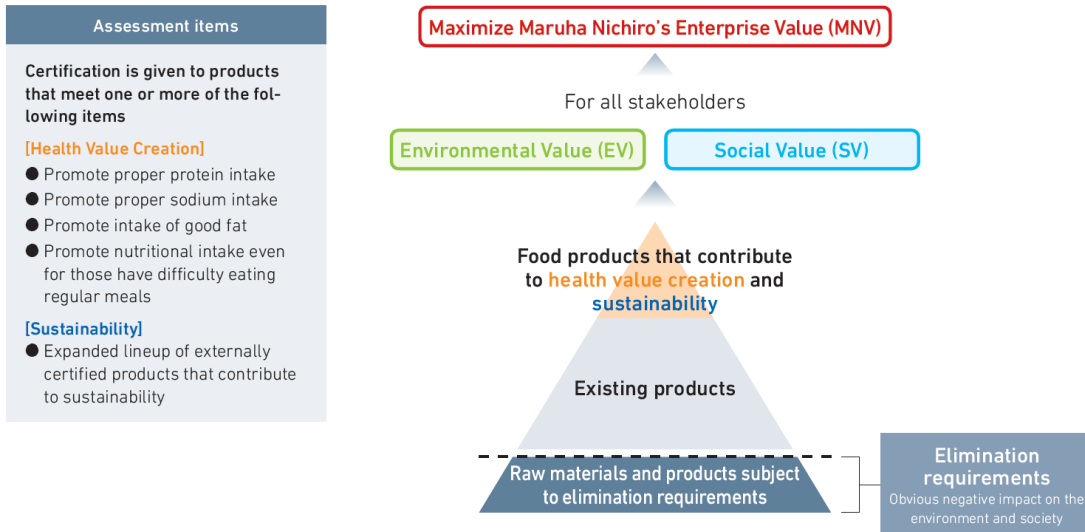 Assessment items
Certification is given to products
that meet one or more of the fol-
lowing items
[Health Value Creation]
● Promote proper protein intake
● Promote proper sodium intake
● Promote intake of good fat
● Promote nutritional intake even
for those have difficulty eating
regular meals
[Sustainability]
● Expanded lineup of externally
certified products that contribute
to sustainability
Maximize Maruha Nichiro's Enterprise Value (MNV)
For all stakeholders
Environmental Value (EV)
Social Value (SV)
Food products that contribute
to health value creation and
sustainability
Existing products
Raw materials and products subject
to elimination requirements
Elimination
requirements
Obvious negative impact on the
environment and society